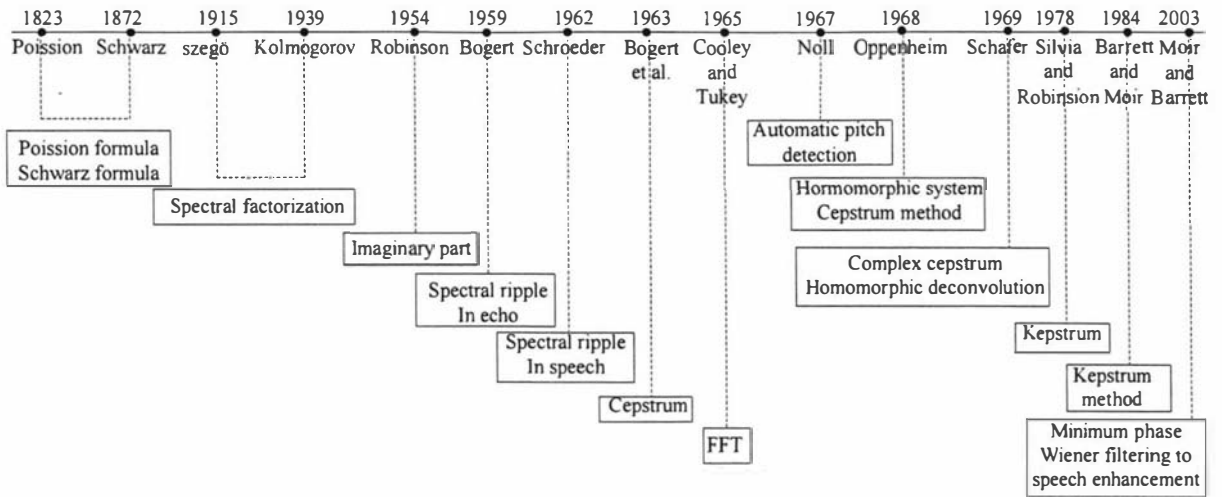 1823 1872 1915 1939 1954 1959 1962 1963 1965 1967 1968 1969 1978 1984 2003
Poission Schwarz szegö Kolmogorov Robinson Bogert Schroeder Bogert Cooley Noll Oppenheim Schafer Silvia Barrett Moir
et al. and and and and
Tukey Robinsion Moir Barrett
Automatic pitch
detection
Poission formula
Schwarz formula
Hormomorphic system
Cepstrum method
Spectral factorization
Imaginary part
Complex cepstrum
Homomorphic deconvolution
Spectral ripple
In echo
Kepstrum
Spectral ripple
In speech
Kepstrum
method
Cepstrum
FFT
Minimum phase
Wiener filtering to
speech enhancement